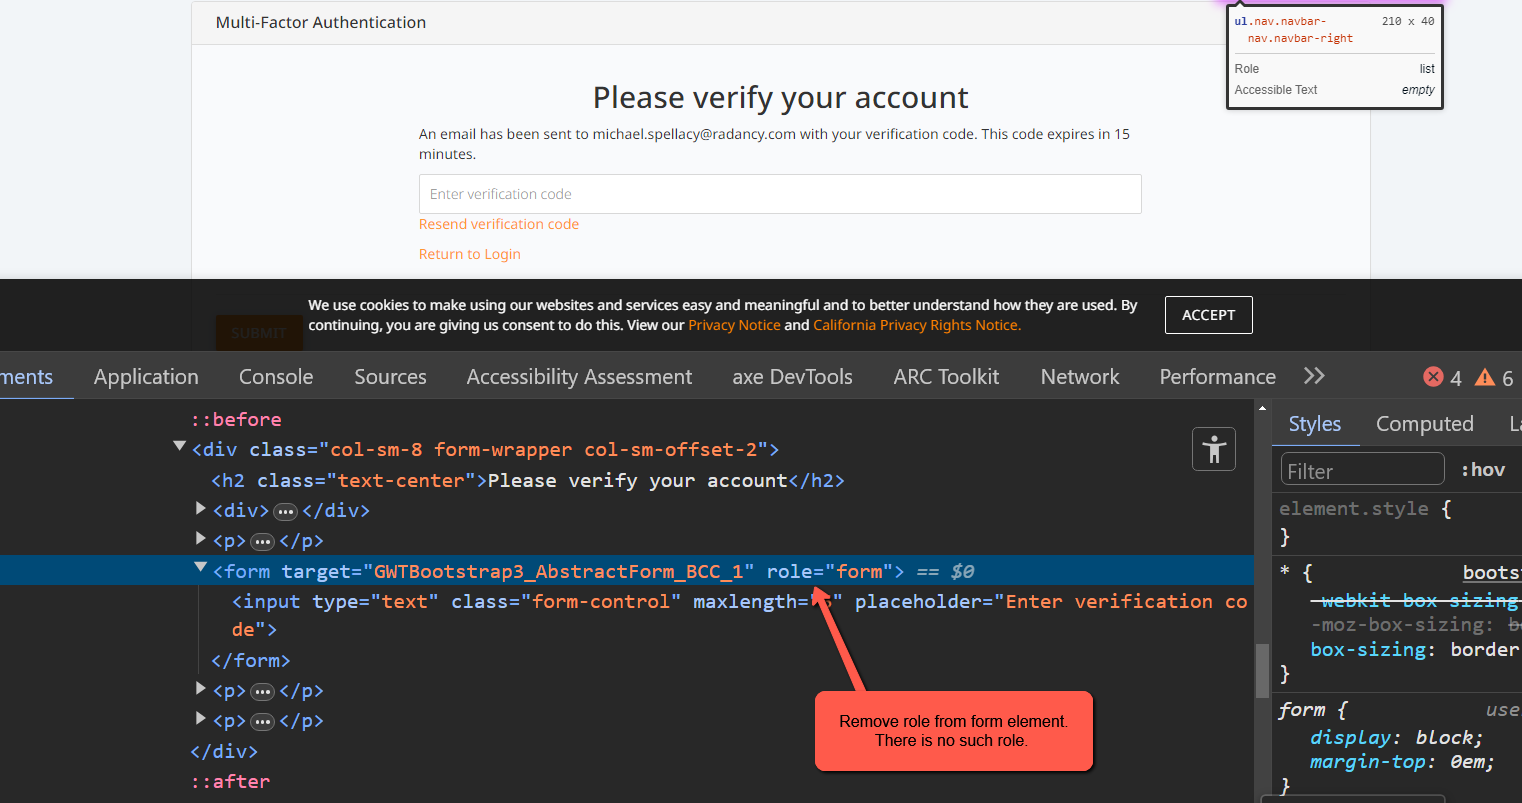 Multi-Factor Authentication
ul.nav.navbar-nav.navbar-right 210 x 40
Role list
Accessible Text empty
Please verify your account
An email has been sent to michael.spellacy@radancy.com with your verification code. This code expires in 15
minutes.
Enter verification code
Resend verification code
Return to Login
SUBMIT
We use cookies to make using our websites and services easy and meaningful and to better understand how they are used. By
continuing, you are giving us consent to do this. View our Privacy Notice and California Privacy Rights Notice.
ACCEPT
ments Application Console Sources Accessibility Assessment axe DevTools ARC Toolkit Network Performance 4 6
::before
<div class="col-sm-8 form-wrapper col-sm-offset-2">
<h2 class="text-center">Please verify your account</h2>
<div>…</div>
<p>…</p>
<form target="GWTBootstrap3_AbstractForm_BCC_1" role="form"> == $0
<input type="text" class="form-control" maxlength=" " placeholder="Enter verification co
de">
</form>
<p>…</p>
<p>…</p>
</div>
::after
Remove role from form element.
There is no such role.
Styles Computed La
Filter :hov
element.style {
}
* { boots
-webkit-box-sizing
-moz-box-sizing: bo
box-sizing: border
}
form { use
display: block;
margin-top: 0em;
}